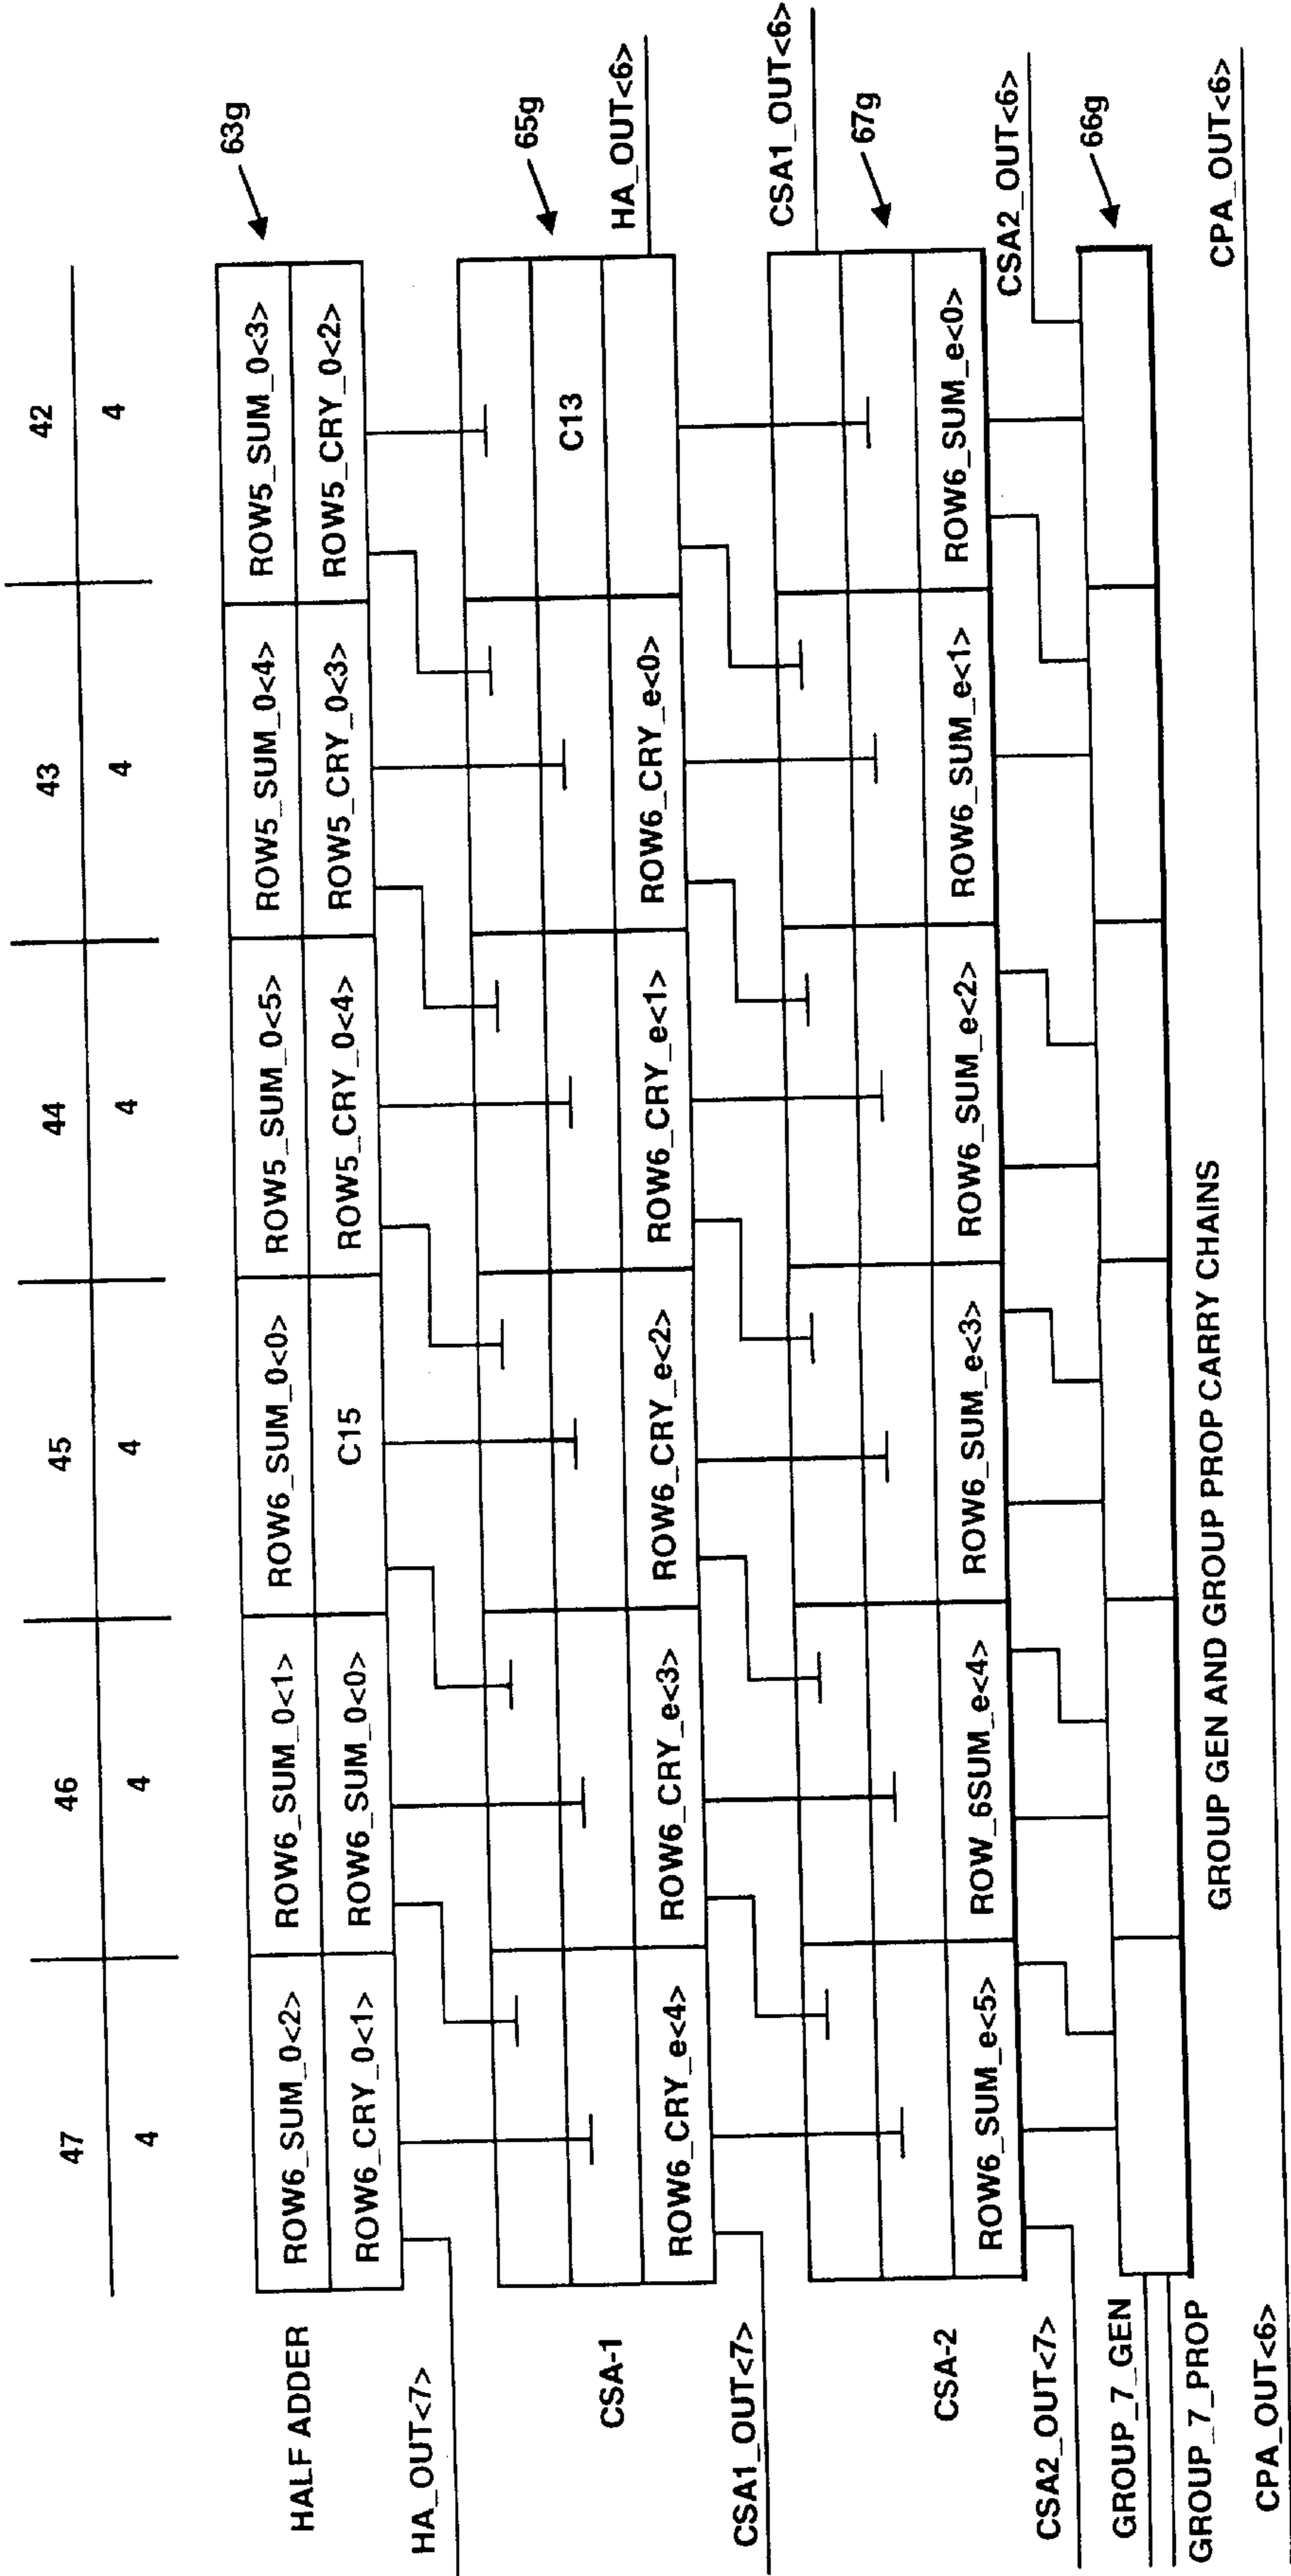 47 46 45 44 43 42
4 4 4 4 4 4
63g
ROW6_SUM_0<2> ROW6_SUM_0<1> ROW6_SUM_0<0> ROW5_SUM_0<5> ROW5_SUM_0<4> ROW5_SUM_0<3>
HALF ADDER
ROW6_CRY_0<1> ROW6_SUM_0<0> C15 ROW5_CRY_0<4> ROW5_CRY_0<3> ROW5_CRY_0<2>
HA_OUT<7>
65g
C13
CSA-1
ROW6_CRY_e<4> ROW6_CRY_e<3> ROW6_CRY_e<2> ROW6_CRY_e<1> ROW6_CRY_e<0>
HA_OUT<6>
CSA1_OUT<7>
CSA1_OUT<6>
67g
CSA-2
ROW6_SUM_e<5> ROW_6SUM_e<4> ROW6_SUM_e<3> ROW6_SUM_e<2> ROW6_SUM_e<1> ROW6_SUM_e<0>
CSA2_OUT<7>
CSA2_OUT<6>
66g
GROUP_7_GEN
GROUP_7_PROP
GROUP GEN AND GROUP PROP CARRY CHAINS
CPA_OUT<6>
CPA_OUT<6>